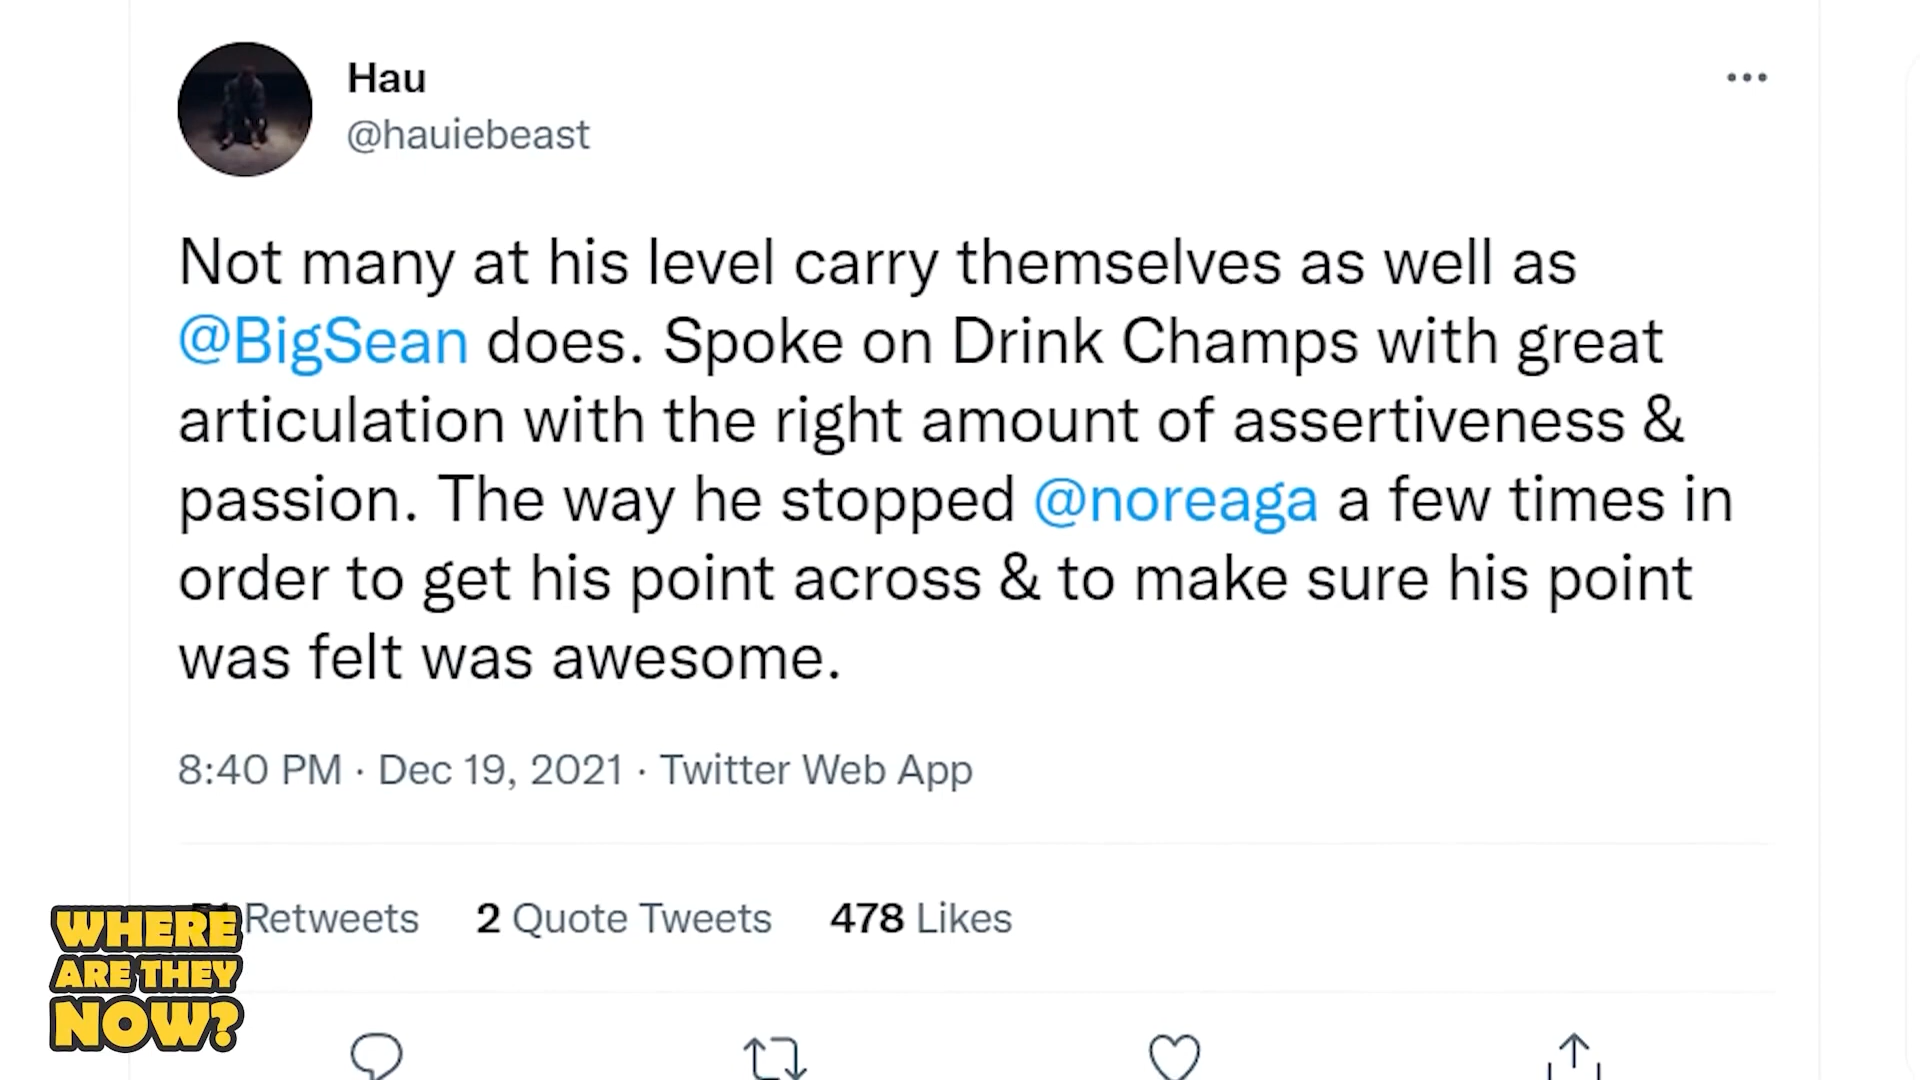 Hau
@hauiebeast
Not many at his level carry themselves as well as
@BigSean does. Spoke on Drink Champs with great
articulation with the right amount of assertiveness &
passion. The way he stopped @noreaga a few times in
order to get his point across & to make sure his point
was felt was awesome.
8:40 PM · Dec 19, 2021 · Twitter Web App
Retweets 2 Quote Tweets 478 Likes
WHERE
ARE THEY
NOW?